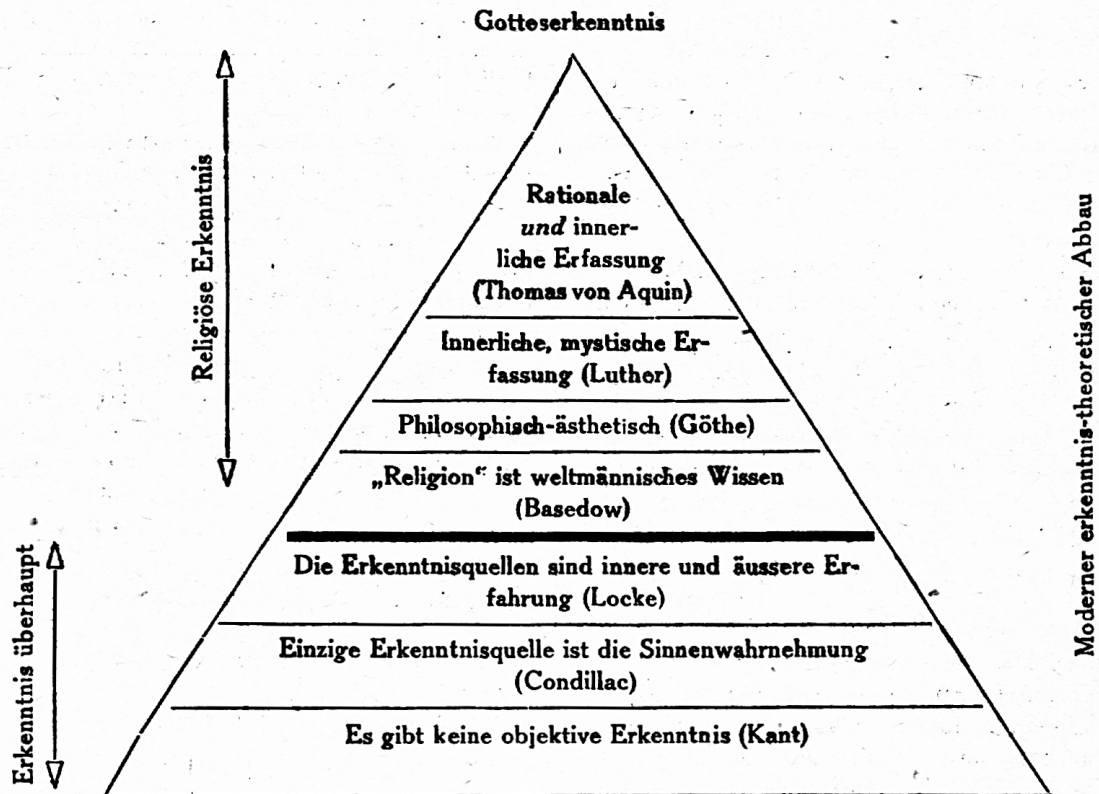 Gotteserkenntnis
Religiöse Erkenntnis
Rationale
und inner-
liche Erfassung
(Thomas von Aquin)
Innerliche, mystische Er-
fassung (Luther)
Philosophisch-ästhetisch (Göthe)
„Religion“ ist weltmännisches Wissen
(Basedow)
Erkenntnis überhaupt
Die Erkenntnisquellen sind innere und äussere Er-
fahrung (Locke)
Einzige Erkenntnisquelle ist die Sinnenwahrnehmung
(Condillac)
Es gibt keine objektive Erkenntnis (Kant)
Moderner erkenntnis-theoretischer Abbau